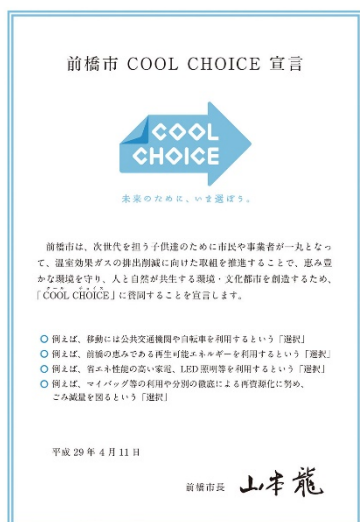 前橋市 COOL CHOICE 宣言
COOL
CHOICE
未来のために、いま選ぼう。
前橋市は、次世代を担う子供達のために市民や事業者が一丸となっ
て、温室効果ガスの排出削減に向けた取組を推進することで、恵み豊
かな環境を守り、人と自然が共生する環境・文化都市を創造するため、
クール チョイス
「COOL CHOICE」に賛同することを宣言します。
例えば、移動には公共交通機関や自転車を利用するという「選択」
例えば、前橋の恵みである再生可能エネルギーを利用するという「選択」
例えば、省エネ性能の高い家電、LED 照明等を利用するという「選択」
例えば、マイバッグ等の利用や分別の徹底による再資源化に努め、
ごみ減量を図るという「選択」
平成 29 年 4 月 11 日
前橋市長 山本龍